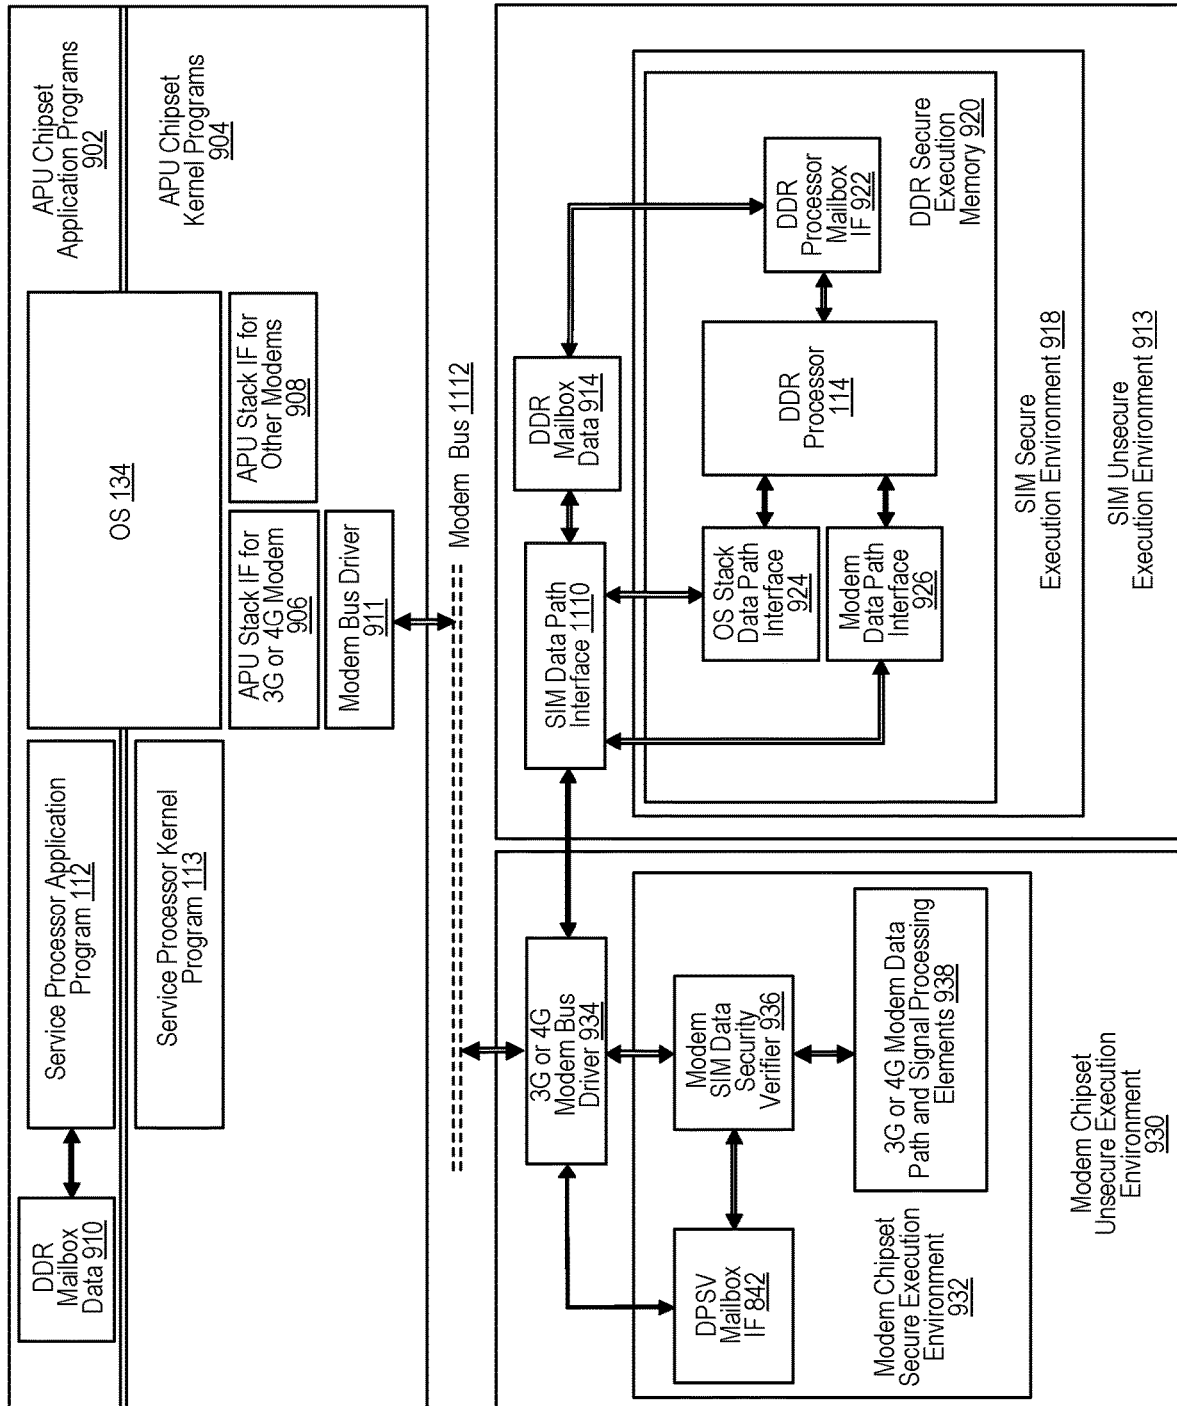 DDR
Mailbox
Data 910
Service Processor Application
Program 112
OS 134
APU Chipset
Application Programs
902
Service Processor Kernel
Program 113
APU Chipset
Kernel Programs
904
APU Stack IF for
3G or 4G Modem
906
APU Stack IF for
Other Modems
908
Modem Bus Driver
911
Modem Bus 1112
3G or 4G
Modem Bus
Driver 934
SIM Data Path
Interface 1110
DDR
Mailbox
Data 914
DPSV
Mailbox
IF 842
Modem
SIM Data
Security
Verifier 936
3G or 4G Modem Data
Path and Signal Processing
Elements 938
Modem Chipset
Secure Execution
Environment
932
Modem Chipset
Unsecure Execution
Environment
930
OS Stack
Data Path
Interface
924
Modem
Data Path
Interface
926
DDR
Processor
114
DDR
Processor
Mailbox
IF 922
DDR Secure
Execution
Memory 920
SIM Secure
Execution Environment 918
SIM Unsecure
Execution Environment 913